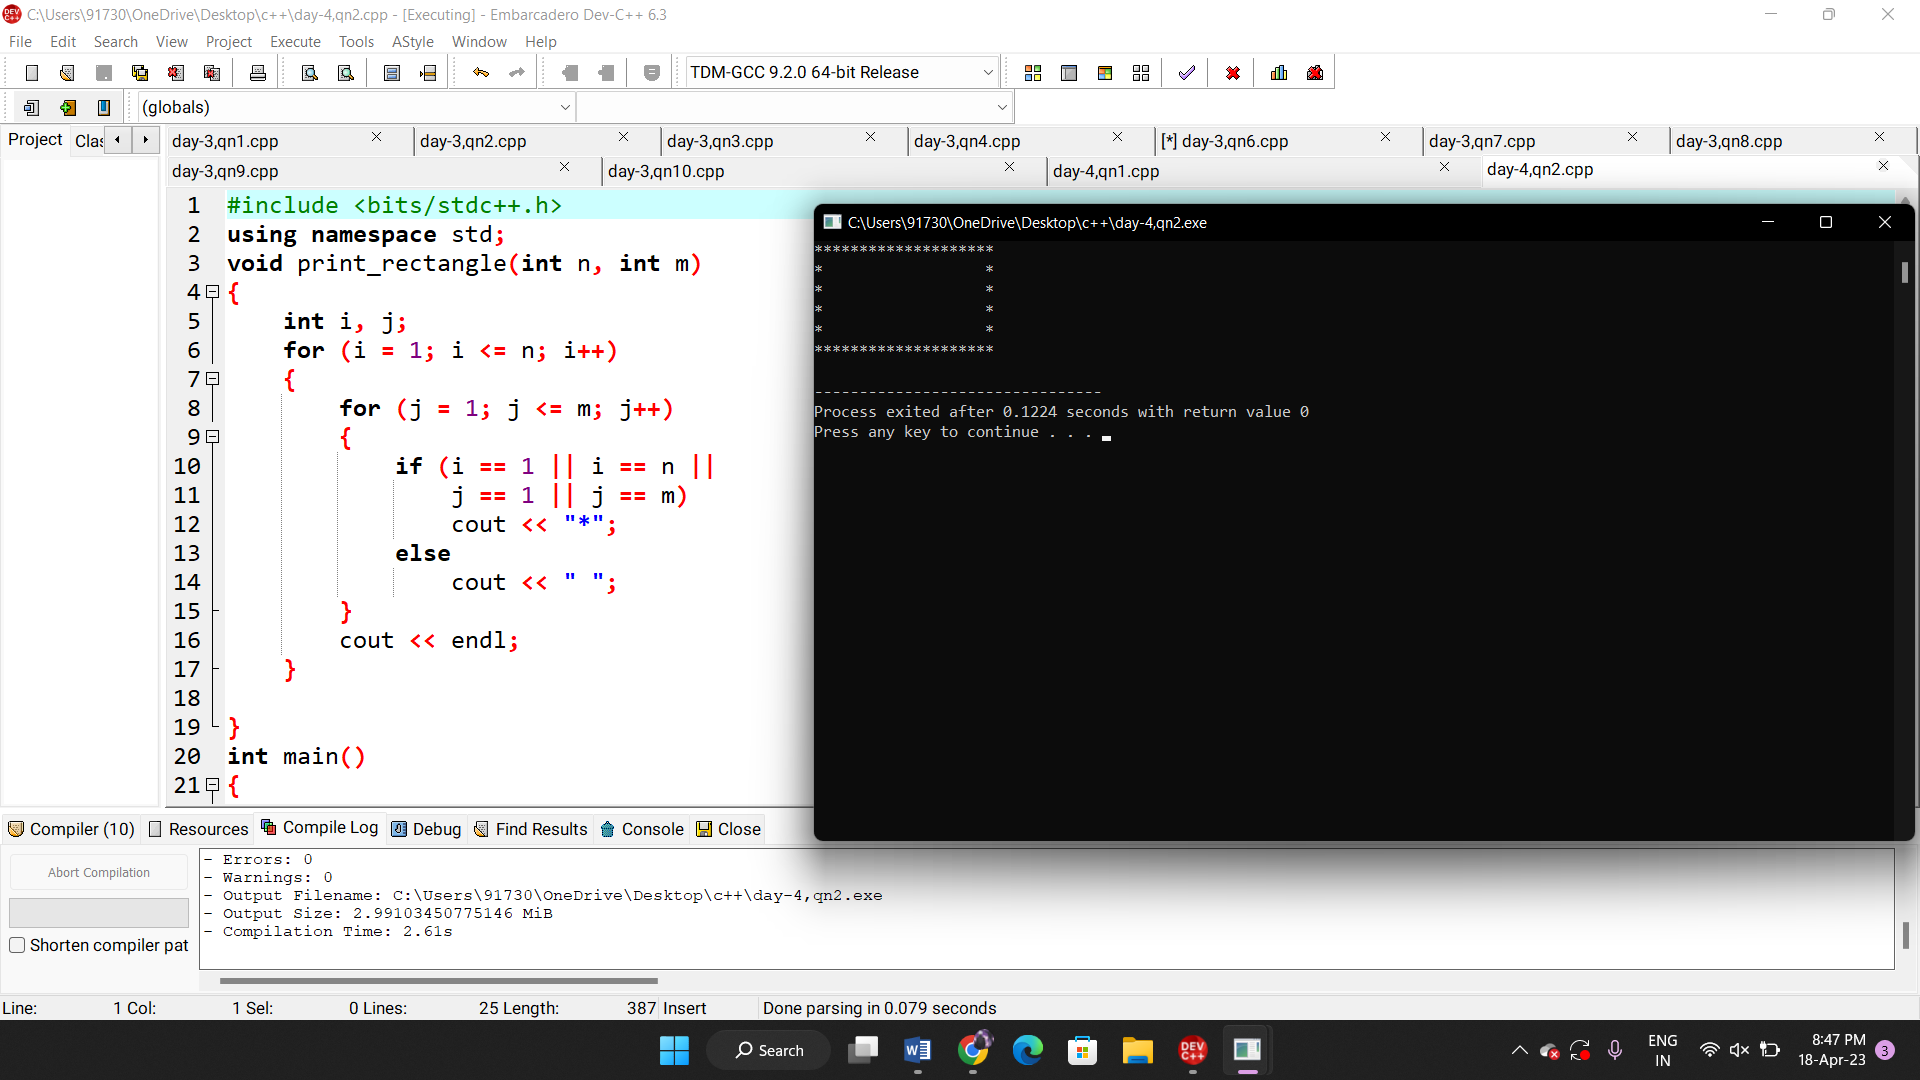 C:\Users\91730\OneDrive\Desktop\c++\day-4,qn2.cpp - [Executing] - Embarcadero Dev-C++ 6.3
File Edit Search View Project Execute Tools AStyle Window Help
TDM-GCC 9.2.0 64-bit Release
(globals)
Project Clas
day-3,qn1.cpp day-3,qn2.cpp day-3,qn3.cpp day-3,qn4.cpp [*] day-3,qn6.cpp day-3,qn7.cpp day-3,qn8.cpp
day-3,qn9.cpp day-3,qn10.cpp day-4,qn1.cpp day-4,qn2.cpp
1 #include <bits/stdc++.h>
2 using namespace std;
3 void print_rectangle(int n, int m)
4 {
5 int i, j;
6 for (i = 1; i <= n; i++)
7 {
8 for (j = 1; j <= m; j++)
9 {
10 if (i == 1 || i == n ||
11 j == 1 || j == m)
12 cout << "*";
13 else
14 cout << " ";
15 }
16 cout << endl;
17 }
18
19 }
20 int main()
21 {
C:\Users\91730\OneDrive\Desktop\c++\day-4,qn2.exe
********************
*                  *
*                  *
*                  *
*                  *
********************
--------------------------------
Process exited after 0.1224 seconds with return value 0
Press any key to continue . . .
Compiler (10) Resources Compile Log Debug Find Results Console Close
Abort Compilation
Shorten compiler pat
- Errors: 0
- Warnings: 0
- Output Filename: C:\Users\91730\OneDrive\Desktop\c++\day-4,qn2.exe
- Output Size: 2.99103450775146 MiB
- Compilation Time: 2.61s
Line: 1 Col: 1 Sel: 0 Lines: 25 Length: 387 Insert Done parsing in 0.079 seconds
Search
ENG
IN
8:47 PM
18-Apr-23
3